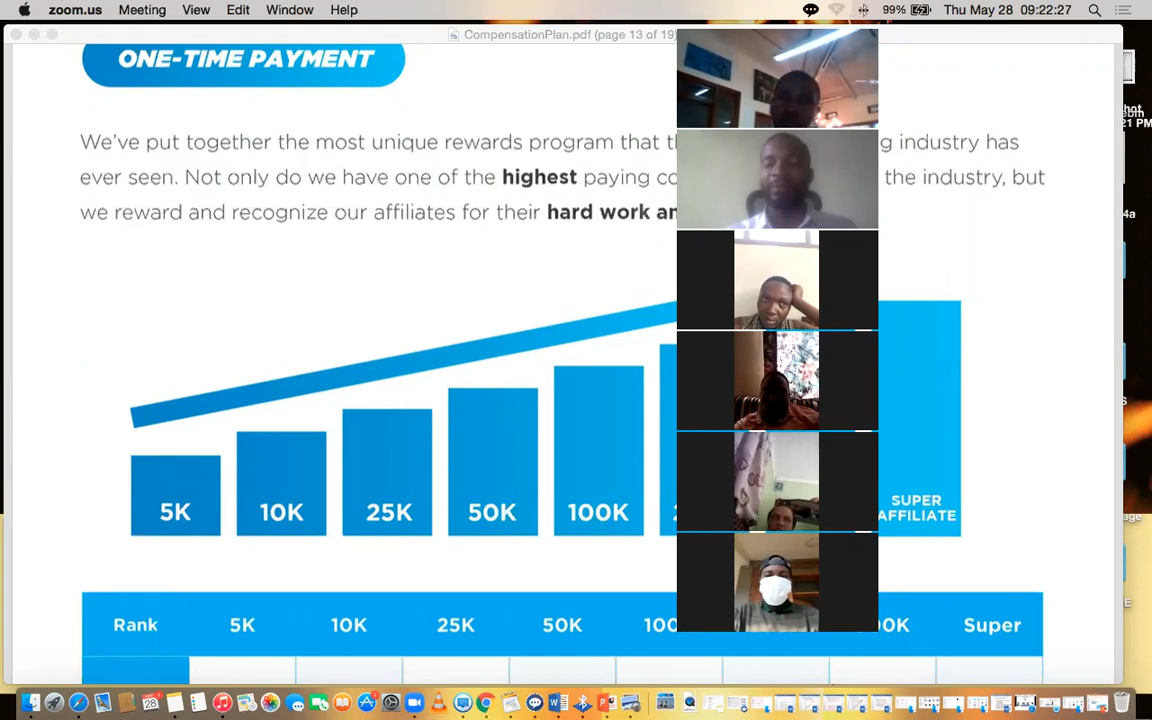 zoom.us Meeting View Edit Window Help 99% Thu May 28 09:22:27
CompensationPlan.pdf (page 13 of 19)
ONE-TIME PAYMENT
We've put together the most unique rewards program that industry has
ever seen. Not only do we have one of the highest paying the industry, but
we reward and recognize our affiliates for their hard work
5K 10K 25K 50K 100K SUPER AFFILIATE
Rank 5K 10K 25K 50K Super
21 PM